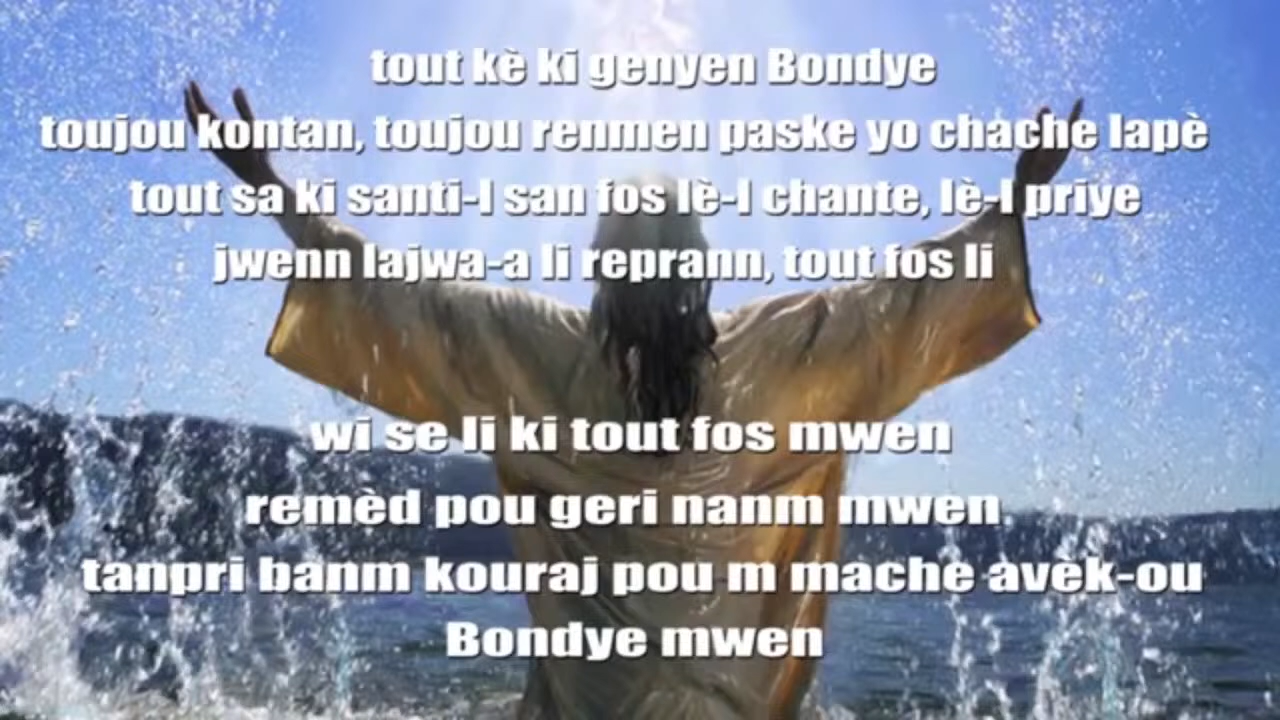 tout kè ki genyen Bondye
toujou kontan, toujou renmen paske yo chache lapè
tout sa ki santi-l san fos lè-l chante, lè-l priye
jwenn lajwa-a li reprann, tout fos li
wi se li ki tout fos mwen
remèd pou geri nanm mwen
tanpri banm kouraj pou m mache avèk-ou
Bondye mwen